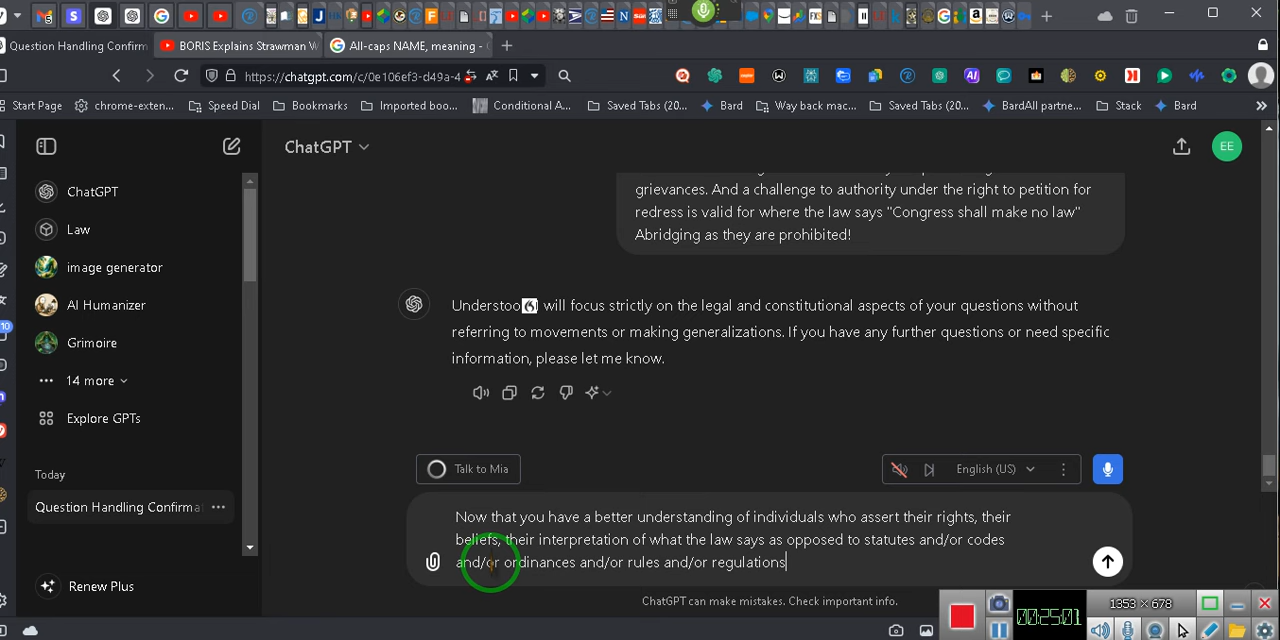 Question Handling Confirm
BORIS Explains Strawman W
All-caps NAME, meaning -
https://chatgpt.com/c/0e106ef3-d49a-4
Start Page
chrome-exten...
Speed Dial
Bookmarks
Imported boo...
Conditional A...
Saved Tabs (20...
Bard
Way back mac...
Saved Tabs (20...
BardAll partne...
Stack
Bard
ChatGPT
EE
ChatGPT
Law
image generator
AI Humanizer
Grimoire
14 more
Explore GPTs
Today
Question Handling Confirma
Renew Plus
grievances. And a challenge to authority under the right to petition for
redress is valid for where the law says "Congress shall make no law"
Abridging as they are prohibited!
Understoo will focus strictly on the legal and constitutional aspects of your questions without
referring to movements or making generalizations. If you have any further questions or need specific
information, please let me know.
Talk to Mia
English (US)
Now that you have a better understanding of individuals who assert their rights, their
beliefs, their interpretation of what the law says as opposed to statutes and/or codes
and/or ordinances and/or rules and/or regulations
ChatGPT can make mistakes. Check important info.
00:25:01
1353 × 678